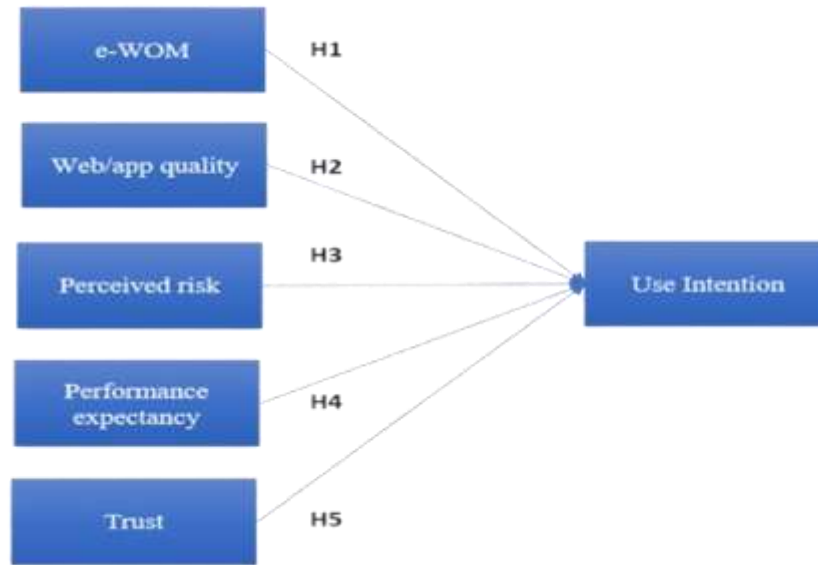 e-WOM
H1
Web/app quality
H2
Perceived risk
H3
Use Intention
Performance
expectancy
H4
Trust
H5